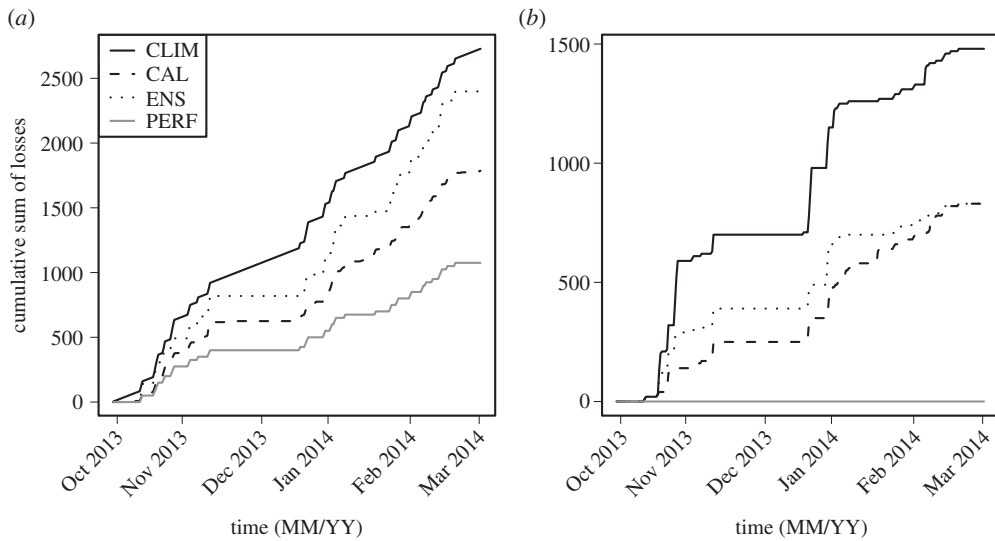 (a)
(b)
CLIM
CAL
ENS
PERF
cumulative sum of losses
2500
2000
1500
1000
500
0
Oct 2013
Nov 2013
Dec 2013
Jan 2014
Feb 2014
Mar 2014
time (MM/YY)
1500
1000
500
0
Oct 2013
Nov 2013
Dec 2013
Jan 2014
Feb 2014
Mar 2014
time (MM/YY)